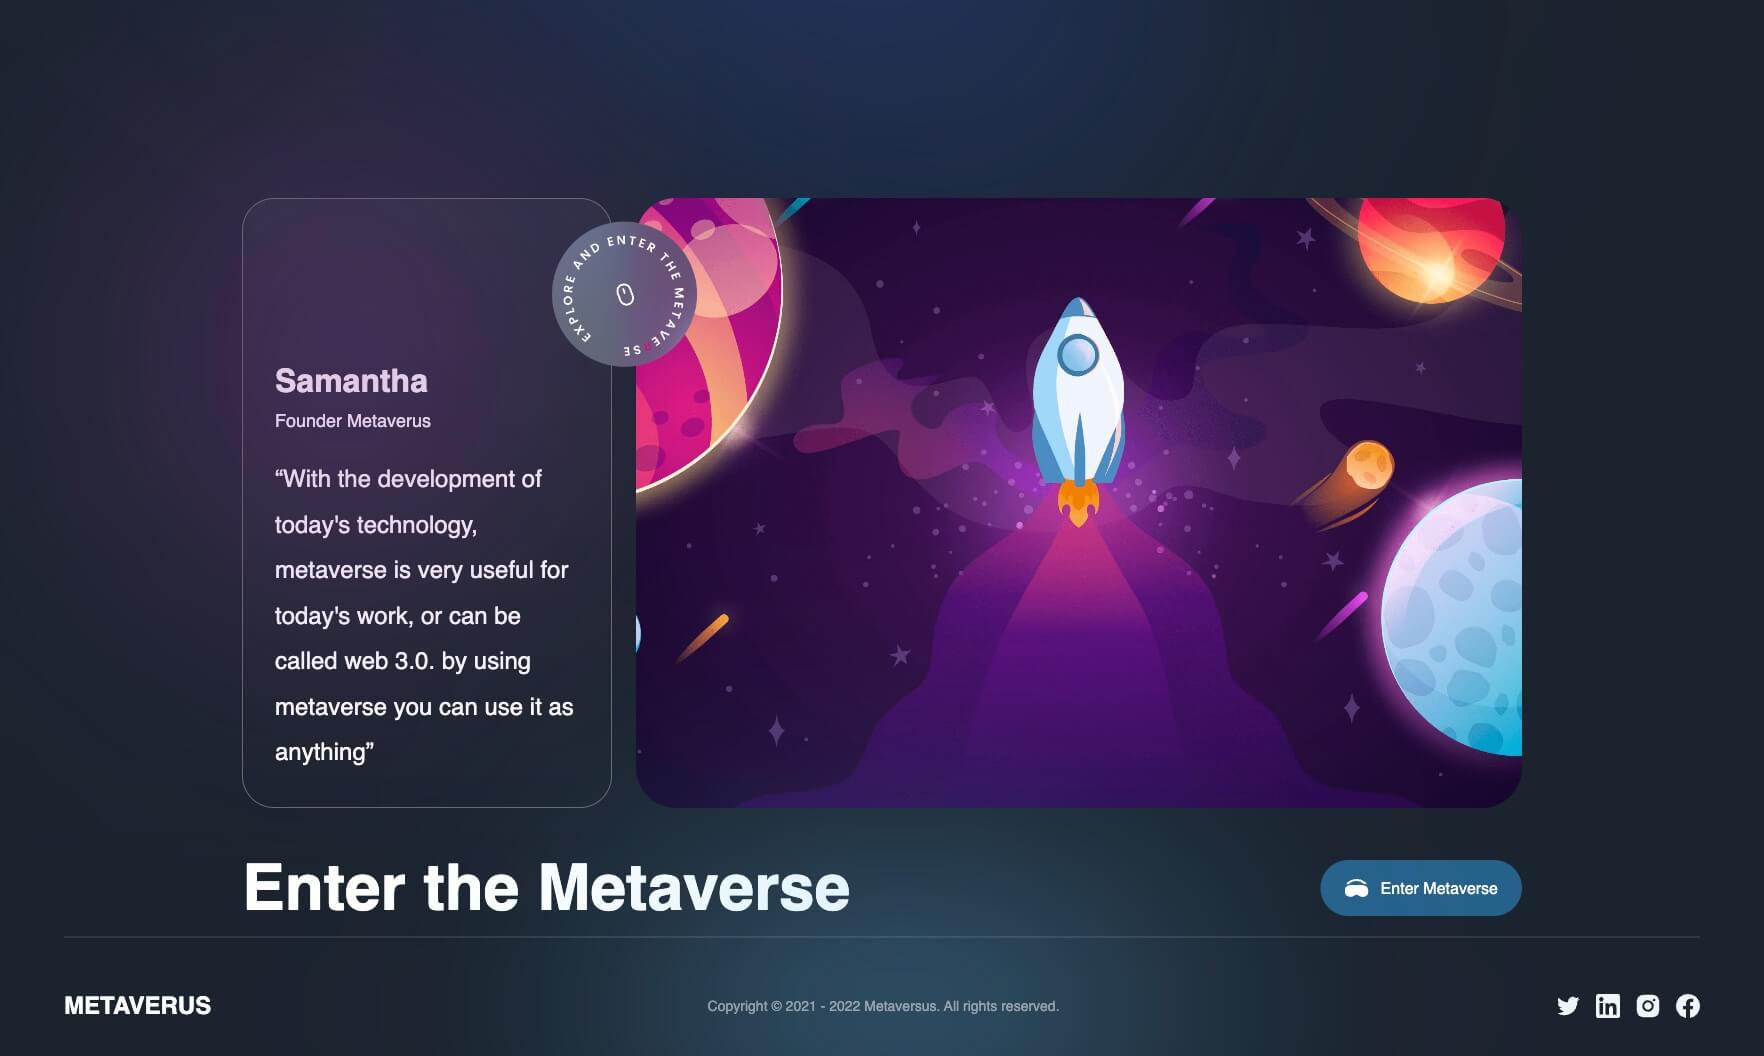 EXPLORE AND ENTER THE METAVERSE
Samantha
Founder Metaverus
“With the development of
today's technology,
metaverse is very useful for
today's work, or can be
called web 3.0. by using
metaverse you can use it as
anything”
Enter the Metaverse
Enter Metaverse
METAVERUS
Copyright © 2021 - 2022 Metaversus. All rights reserved.